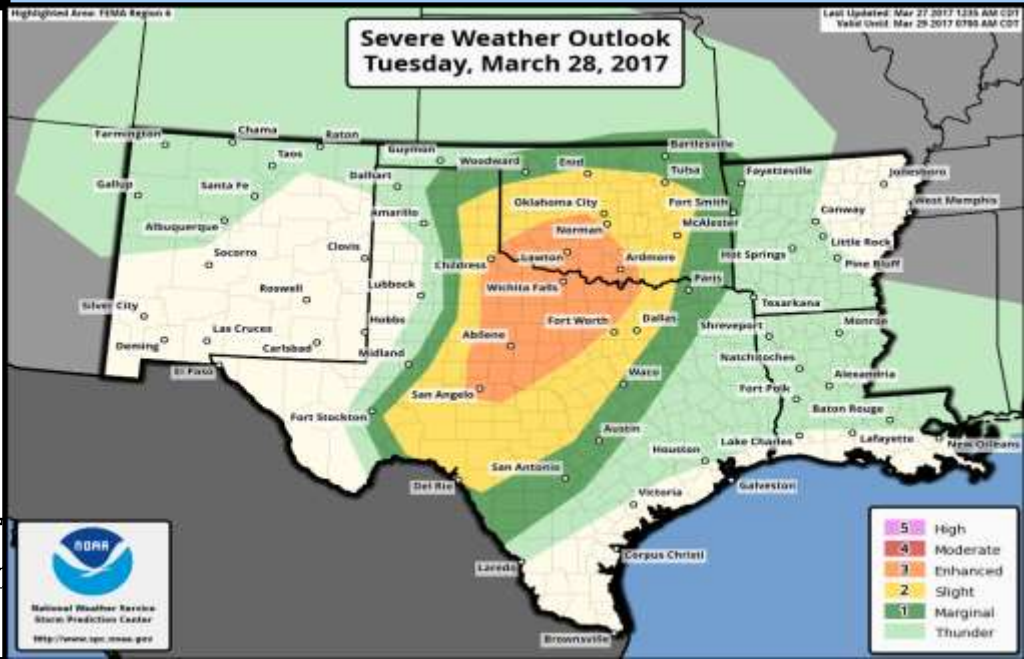 Highlighted Area: FEMA Region 6
Last Updated: Mar 27 2017 1235 AM CDT
Valid Until: Mar 29 2017 0700 AM CDT
Severe Weather Outlook
Tuesday, March 28, 2017
Farmington
Chama
Raton
Taos
Guymon
Woodward
Enid
Bartlesville
Dalhart
Tulsa
Fayetteville
Jonesboro
Gallup
Santa Fe
Oklahoma City
Fort Smith
West Memphis
Albuquerque
Amarillo
Norman
McAlester
Conway
Socorro
Clovis
Childress
Lawton
Ardmore
Hot Springs
Little Rock
Pine Bluff
Roswell
Lubbock
Wichita Falls
Paris
Texarkana
Silver City
Las Cruces
Hobbs
Abilene
Fort Worth
Dallas
Shreveport
Monroe
Deming
Carlsbad
Midland
Natchitoches
El Paso
San Angelo
Waco
Fort Polk
Alexandria
Fort Stockton
Austin
Baton Rouge
Houston
Lake Charles
Lafayette
New Orleans
Del Rio
San Antonio
Victoria
Galveston
Laredo
Corpus Christi
Brownsville
NOAA
National Weather Service
Storm Prediction Center
http://www.spc.noaa.gov
5 High
4 Moderate
3 Enhanced
2 Slight
1 Marginal
Thunder